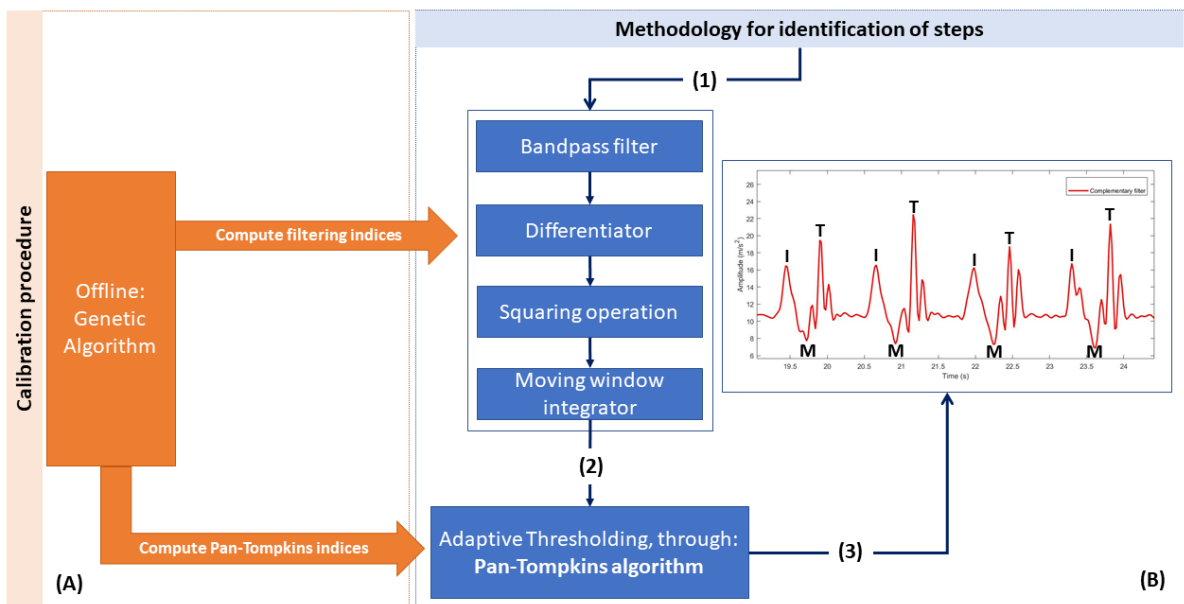 Methodology for identification of steps
(1)
Calibration procedure
Offline:
Genetic
Algorithm
Compute filtering indices
Compute Pan-Tompkins indices
(A)
Bandpass filter
Differentiator
Squaring operation
Moving window
integrator
(2)
Adaptive Thresholding, through:
Pan-Tompkins algorithm
(3)
Complementary filter
Amplitude (m/s²)
26
24
22
20
18
16
14
12
10
8
6
I T I T I T I T
M M M M
19.5 20 20.5 21 21.5 22 22.5 23 23.5 24
Time (s)
(B)